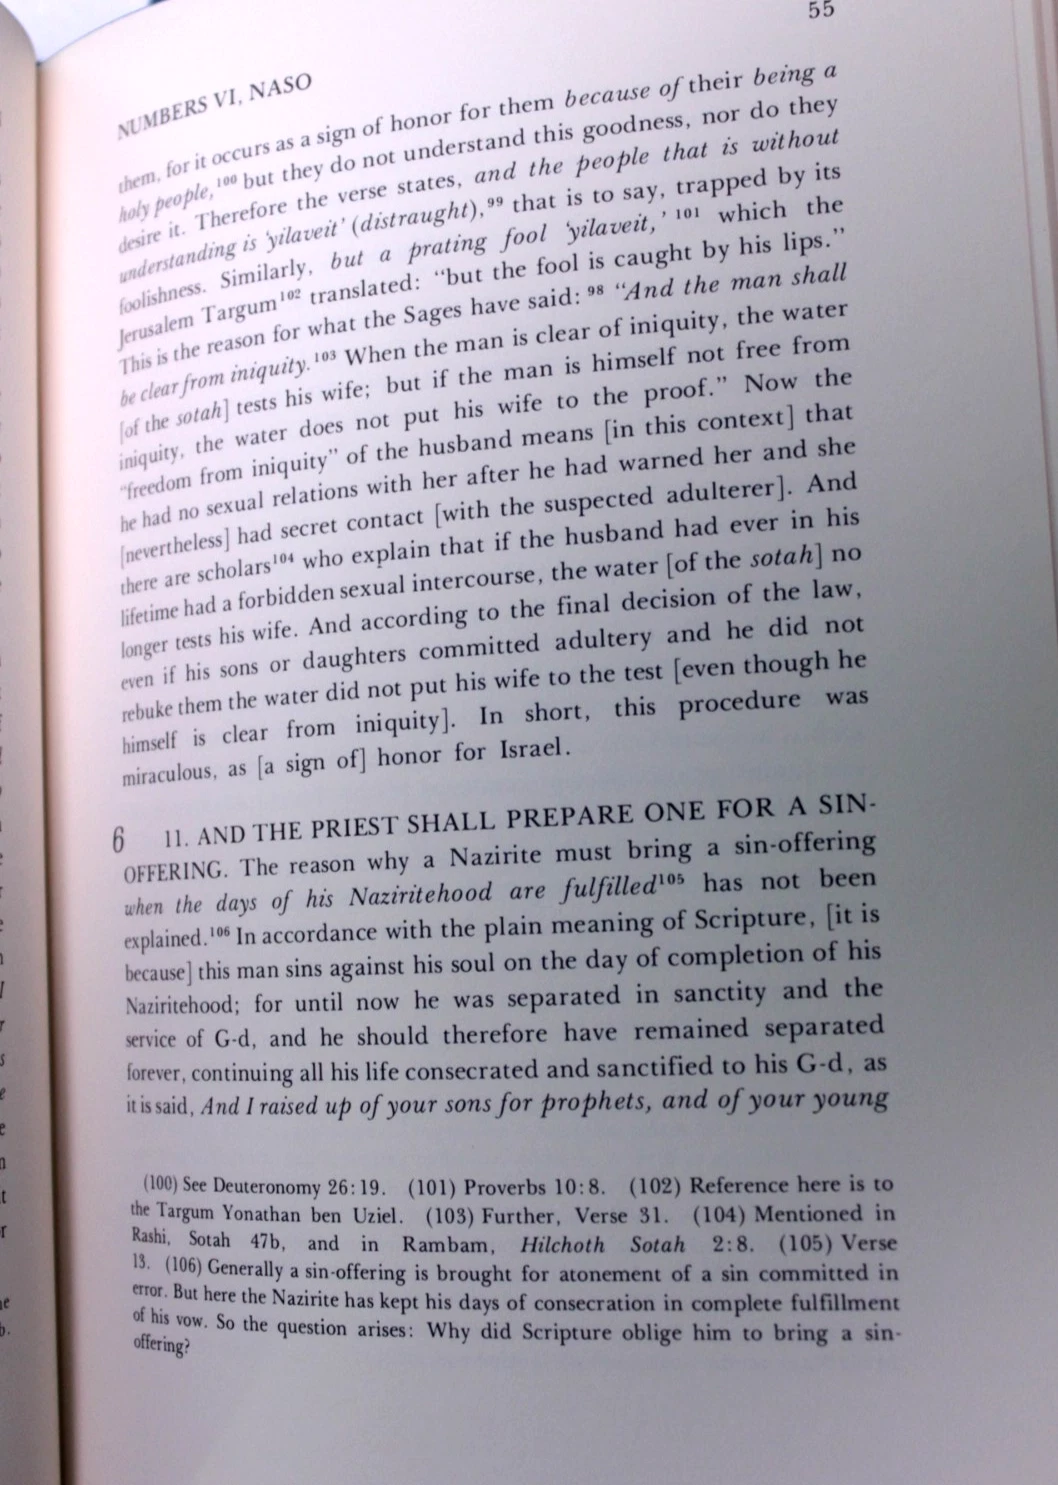 55
NUMBERS VI, NASO
them, for it occurs as a sign of honor for them because of their being a
holy people,¹⁰⁰ but they do not understand this goodness, nor do they
desire it. Therefore the verse states, and the people that is without
understanding is 'yilaveit' (distraught),⁹⁹ that is to say, trapped by its
foolishness. Similarly, but a prating fool 'yilaveit,' ¹⁰¹ which the
Jerusalem Targum¹⁰² translated: "but the fool is caught by his lips."
This is the reason for what the Sages have said: ⁹⁸ "And the man shall
be clear from iniquity.¹⁰³ When the man is clear of iniquity, the water
[of the sotah] tests his wife; but if the man is himself not free from
iniquity, the water does not put his wife to the proof." Now the
"freedom from iniquity" of the husband means [in this context] that
he had no sexual relations with her after he had warned her and she
[nevertheless] had secret contact [with the suspected adulterer]. And
there are scholars¹⁰⁴ who explain that if the husband had ever in his
lifetime had a forbidden sexual intercourse, the water [of the sotah] no
longer tests his wife. And according to the final decision of the law,
even if his sons or daughters committed adultery and he did not
rebuke them the water did not put his wife to the test [even though he
himself is clear from iniquity]. In short, this procedure was
miraculous, as [a sign of] honor for Israel.
6 11. AND THE PRIEST SHALL PREPARE ONE FOR A SIN-
OFFERING. The reason why a Nazirite must bring a sin-offering
when the days of his Naziritehood are fulfilled¹⁰⁵ has not been
explained.¹⁰⁶ In accordance with the plain meaning of Scripture, [it is
because] this man sins against his soul on the day of completion of his
Naziritehood; for until now he was separated in sanctity and the
service of G-d, and he should therefore have remained separated
forever, continuing all his life consecrated and sanctified to his G-d, as
it is said, And I raised up of your sons for prophets, and of your young
(100) See Deuteronomy 26:19. (101) Proverbs 10:8. (102) Reference here is to
the Targum Yonathan ben Uziel. (103) Further, Verse 31. (104) Mentioned in
Rashi, Sotah 47b, and in Rambam, Hilchoth Sotah 2:8. (105) Verse
13. (106) Generally a sin-offering is brought for atonement of a sin committed in
error. But here the Nazirite has kept his days of consecration in complete fulfillment
of his vow. So the question arises: Why did Scripture oblige him to bring a sin-
offering?